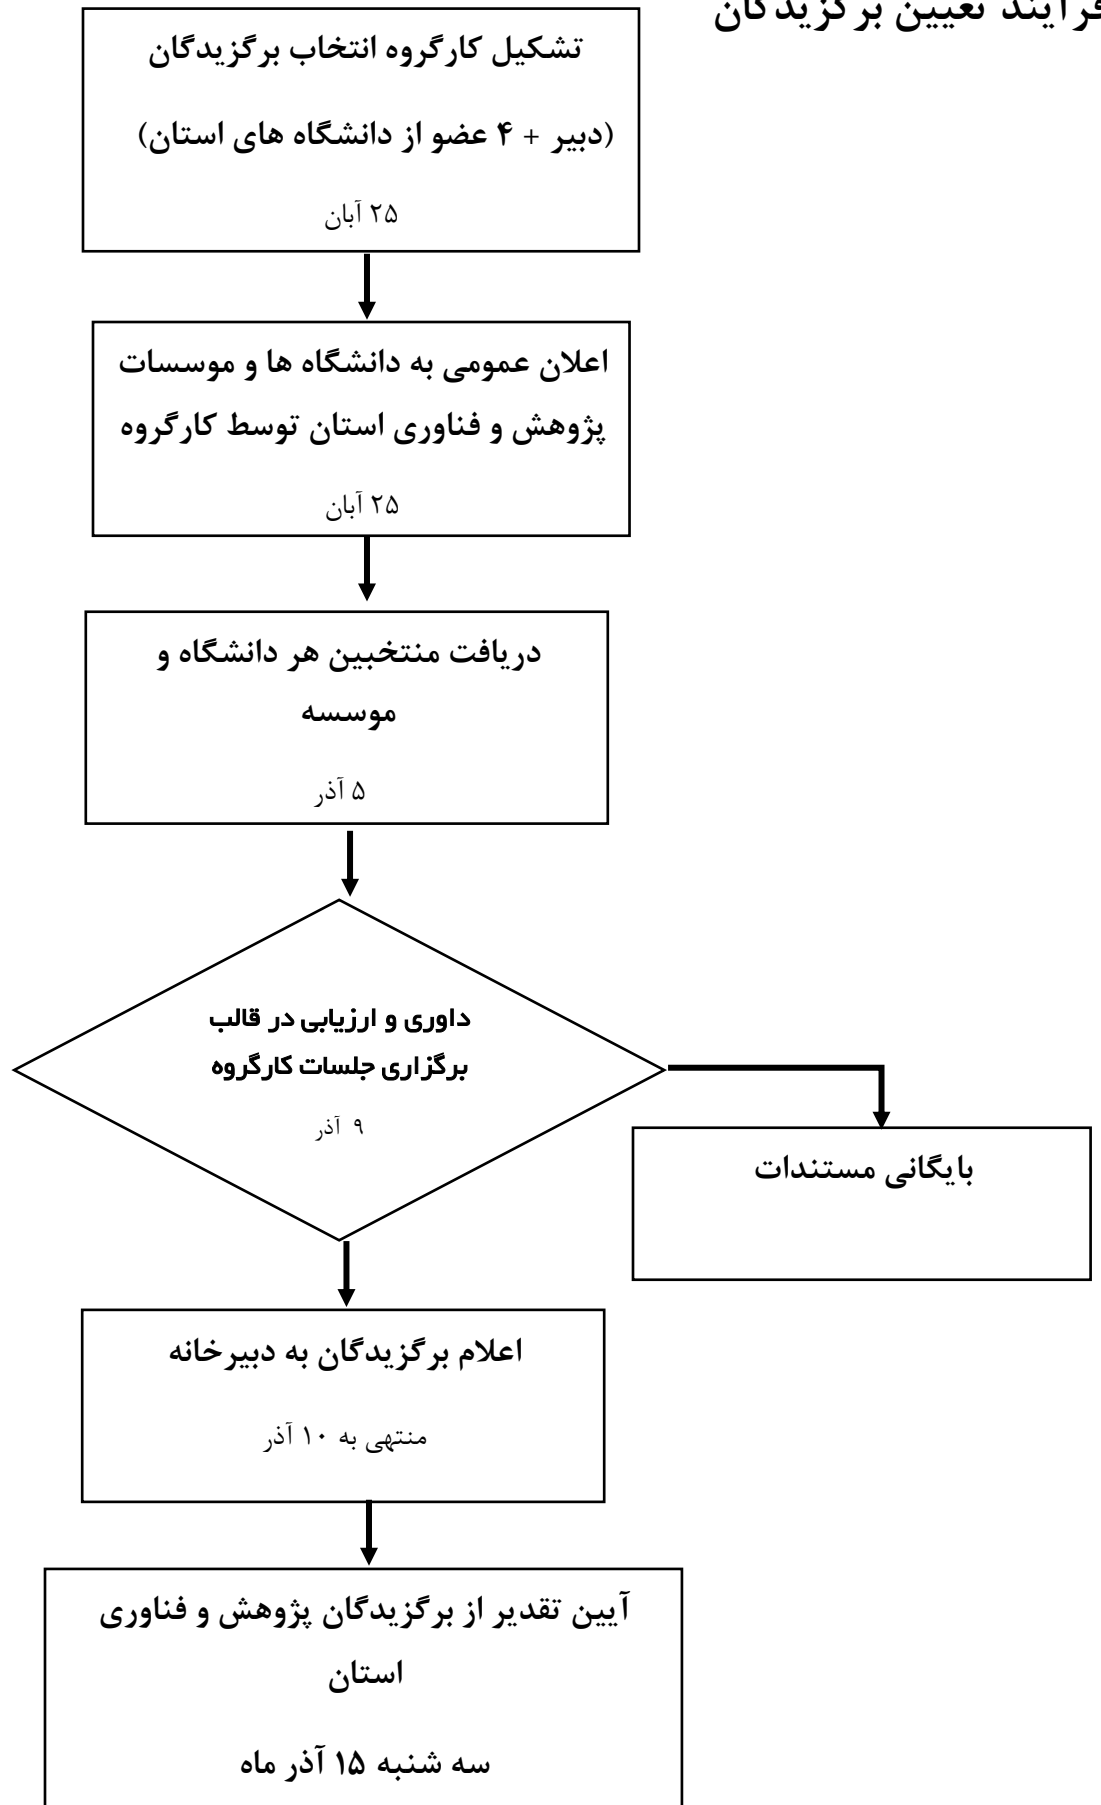 فرآیند تعیین برگزیدگان
تشکیل کارگروه انتخاب برگزیدگان
(دبیر + ۴ عضو از دانشگاه های استان)
۲۵ آبان
اعلان عمومی به دانشگاه ها و موسسات
پژوهش و فناوری استان توسط کارگروه
۲۵ آبان
دریافت منتخبین هر دانشگاه و
موسسه
۵ آذر
داوری و ارزیابی در قالب
برگزاری جلسات کارگروه
۹ آذر
بایگانی مستندات
اعلام برگزیدگان به دبیرخانه
منتهی به ۱۰ آذر
آیین تقدیر از برگزیدگان پژوهش و فناوری
استان
سه شنبه ۱۵ آذر ماه